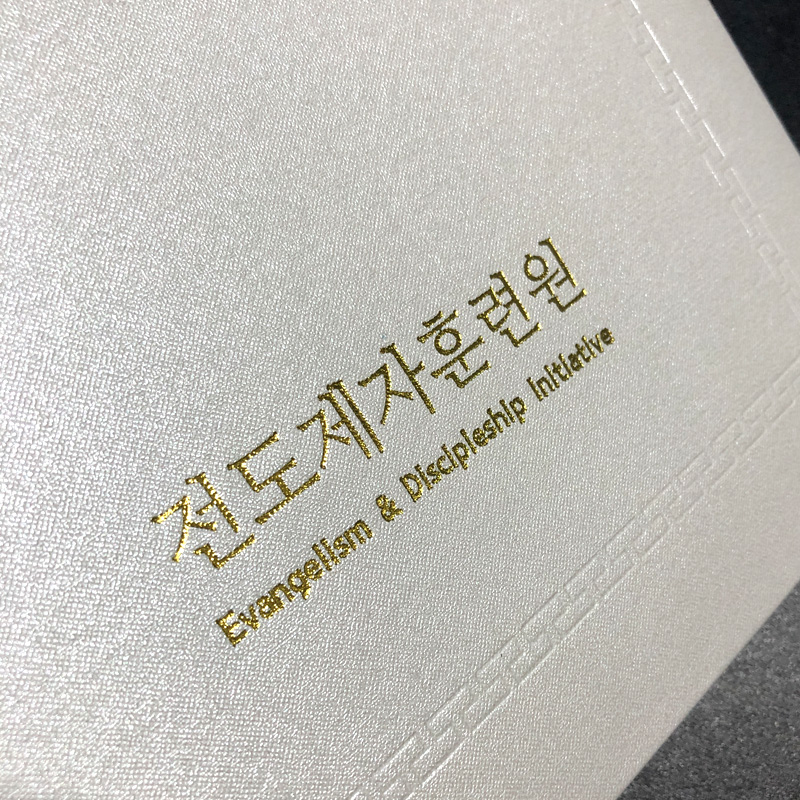 전도제자훈련원
Evangelism & Discipleship Initiative